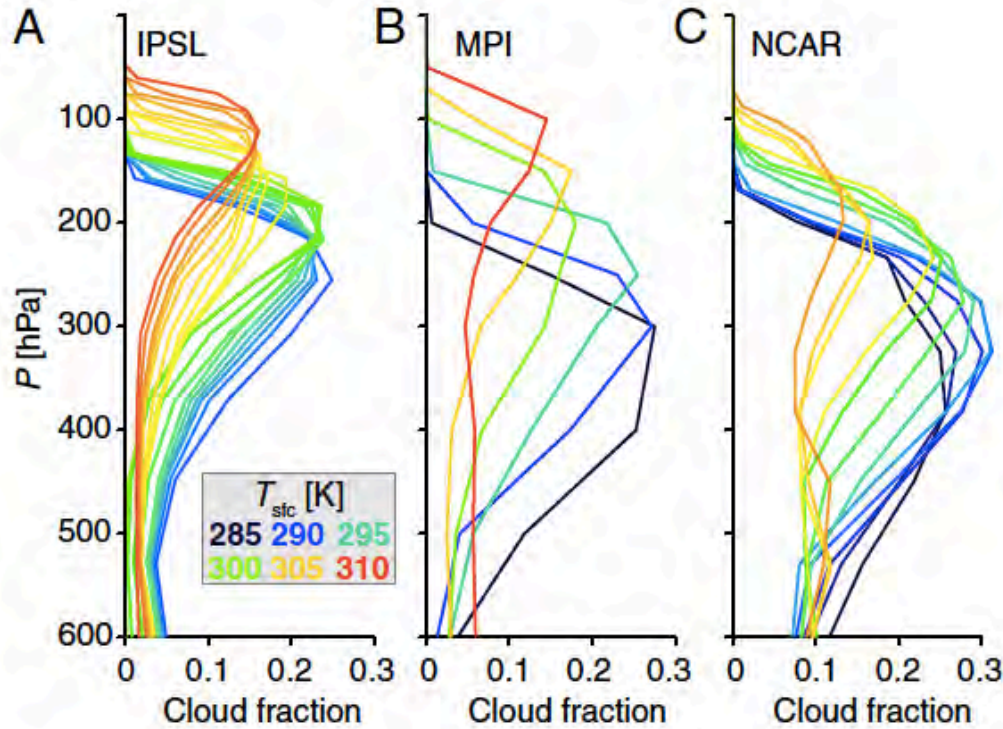 A IPSL
B MPI
C NCAR
P [hPa]
100
200
300
400
500
600
T sfc [K]
285 290 295
300 305 310
0 0.1 0.2 0.3
0 0.1 0.2 0.3
0 0.1 0.2 0.3
Cloud fraction
Cloud fraction
Cloud fraction